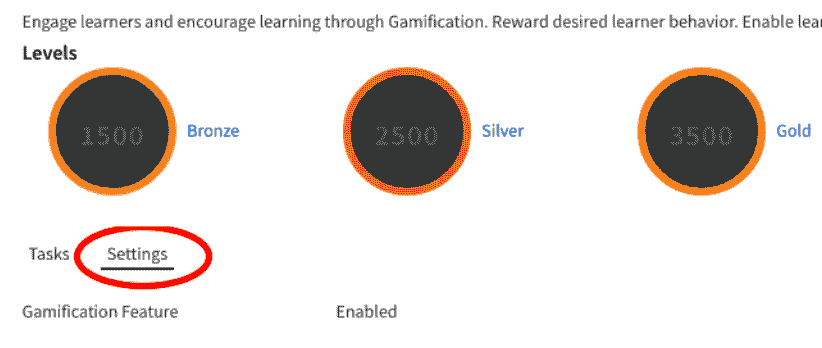 Engage learners and encourage learning through Gamification. Reward desired learner behavior. Enable
Levels
1500 Bronze 2500 Silver 3500 Gold
Tasks Settings
Gamification Feature Enabled